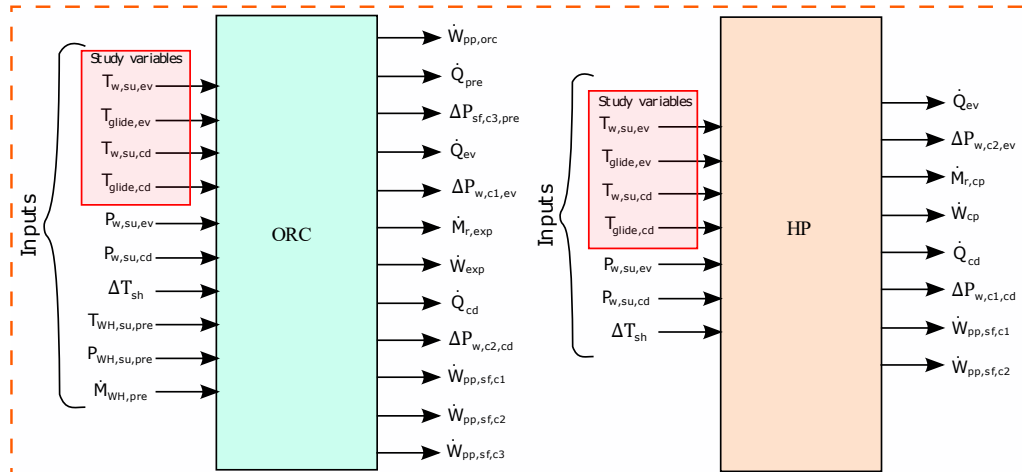 Inputs
Study variables
T_w,su,ev
T_glide,ev
T_w,su,cd
T_glide,cd
P_w,su,ev
P_w,su,cd
ΔT_sh
T_WH,su,pre
P_WH,su,pre
Ṁ_WH,pre
ORC
Ẇ_pp,orc
Q̇_pre
ΔP_sf,c3,pre
Q̇_ev
ΔP_w,c1,ev
Ṁ_r,exp
Ẇ_exp
Q̇_cd
ΔP_w,c2,cd
Ẇ_pp,sf,c1
Ẇ_pp,sf,c2
Ẇ_pp,sf,c3
Inputs
Study variables
T_w,su,ev
T_glide,ev
T_w,su,cd
T_glide,cd
P_w,su,ev
P_w,su,cd
ΔT_sh
HP
Q̇_ev
ΔP_w,c2,ev
Ṁ_r,cp
Ẇ_cp
Q̇_cd
ΔP_w,c1,cd
Ẇ_pp,sf,c1
Ẇ_pp,sf,c2